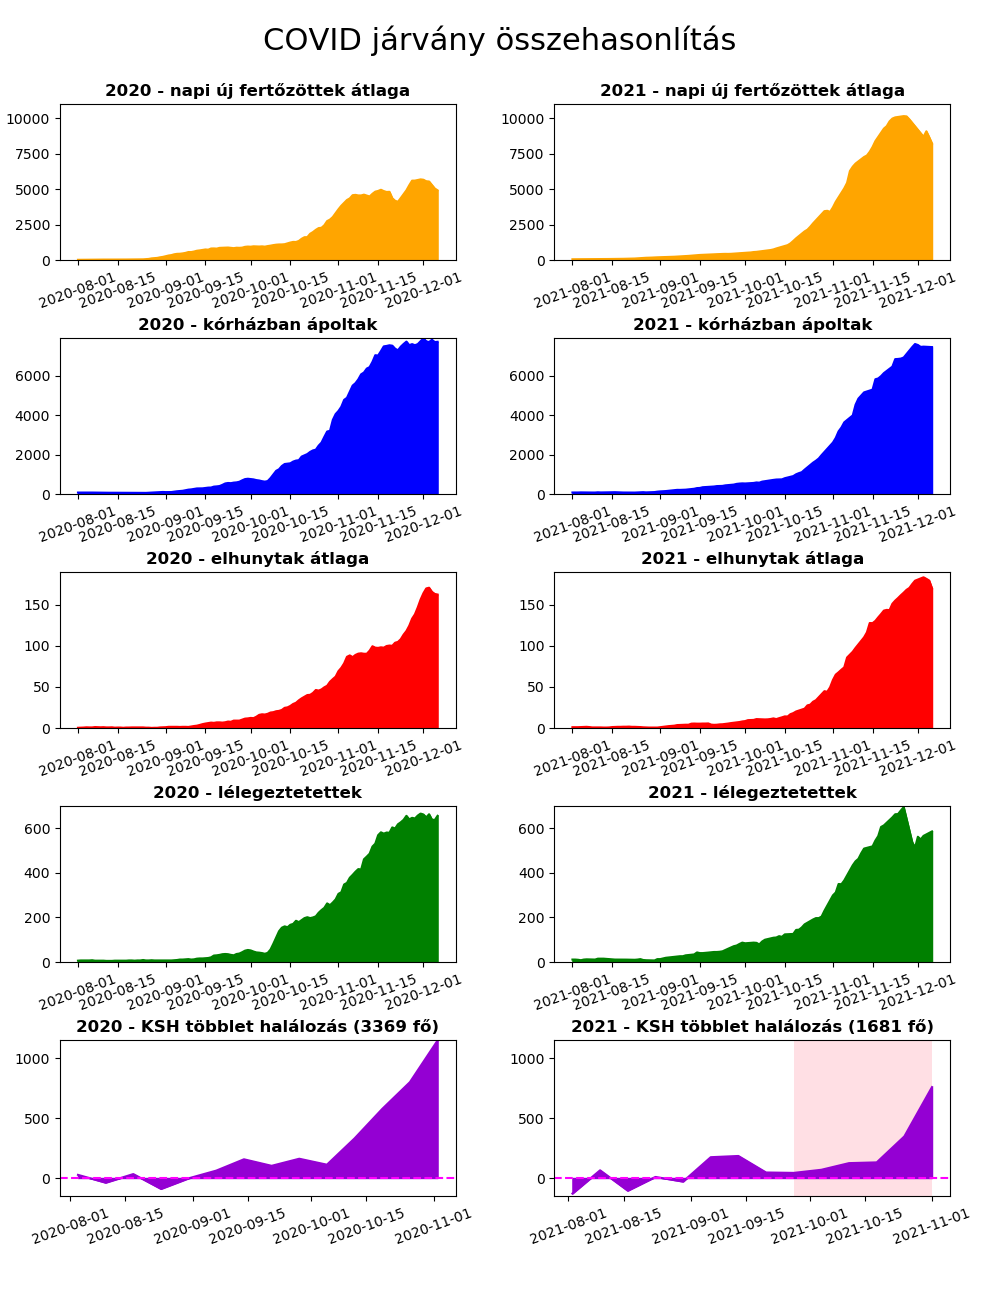 COVID járvány összehasonlítás
2020 - napi új fertőzöttek átlaga
10000
7500
5000
2500
0
2020-08-01 2020-08-15 2020-09-01 2020-09-15 2020-10-01 2020-10-15 2020-11-01 2020-11-15 2020-12-01
2021 - napi új fertőzöttek átlaga
10000
7500
5000
2500
0
2021-08-01 2021-08-15 2021-09-01 2021-09-15 2021-10-01 2021-10-15 2021-11-01 2021-11-15 2021-12-01
2020 - kórházban ápoltak
6000
4000
2000
0
2020-08-01 2020-08-15 2020-09-01 2020-09-15 2020-10-01 2020-10-15 2020-11-01 2020-11-15 2020-12-01
2021 - kórházban ápoltak
6000
4000
2000
0
2021-08-01 2021-08-15 2021-09-01 2021-09-15 2021-10-01 2021-10-15 2021-11-01 2021-11-15 2021-12-01
2020 - elhunytak átlaga
150
100
50
0
2020-08-01 2020-08-15 2020-09-01 2020-09-15 2020-10-01 2020-10-15 2020-11-01 2020-11-15 2020-12-01
2021 - elhunytak átlaga
150
100
50
0
2021-08-01 2021-08-15 2021-09-01 2021-09-15 2021-10-01 2021-10-15 2021-11-01 2021-11-15 2021-12-01
2020 - lélegeztetettek
600
400
200
0
2020-08-01 2020-08-15 2020-09-01 2020-09-15 2020-10-01 2020-10-15 2020-11-01 2020-11-15 2020-12-01
2021 - lélegeztetettek
600
400
200
0
2021-08-01 2021-08-15 2021-09-01 2021-09-15 2021-10-01 2021-10-15 2021-11-01 2021-11-15 2021-12-01
2020 - KSH többlet halálozás (3369 fő)
1000
500
0
2020-08-01 2020-08-15 2020-09-01 2020-09-15 2020-10-01 2020-10-15 2020-11-01
2021 - KSH többlet halálozás (1681 fő)
1000
500
0
2021-08-01 2021-08-15 2021-09-01 2021-09-15 2021-10-01 2021-10-15 2021-11-01